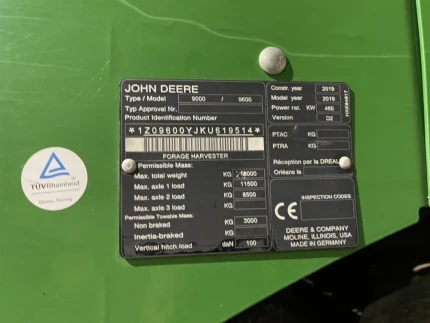 JOHN DEERE
Type / Model 9000 / 9600
Typ Approval Nr.
Product Identification Number
*1Z09600YJKU619514*
FORAGE HARVESTER
Permissible Mass:
Max. total weight KG 18000
Max. axle 1 load KG 11500
Max. axle 2 load KG 8500
Max. axle 3 load KG
Permissible Towable Mass:
Non braked KG 3000
Inertia-braked KG
Vertical hitch load daN 100
Constr. year 2019
Model year 2019
Power rat. KW 460
Version D2
PTAC KG
PTRA KG
Réception par la DREAL
Orléans le
CE
INSPECTION CODES
DEERE & COMPANY
MOLINE, ILLINOIS, USA
MADE IN GERMANY
TÜVRheinland